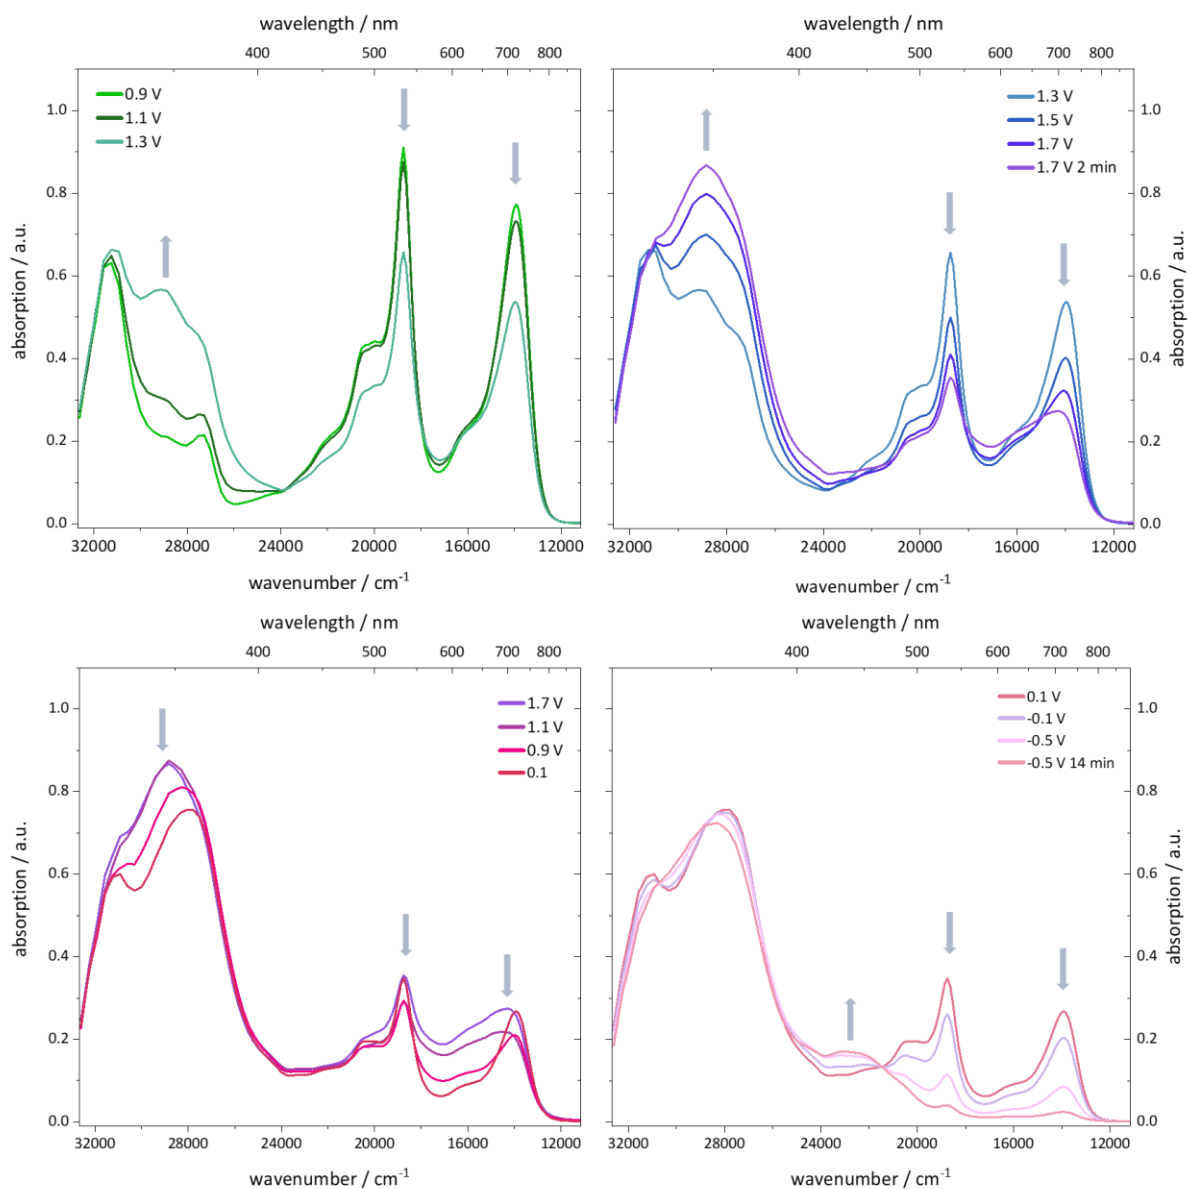 wavelength / nm
400 500 600 700 800
0.9 V
1.1 V
1.3 V
1.0
0.8
0.6
0.4
0.2
0.0
absorption / a.u.
32000 28000 24000 20000 16000 12000
wavenumber / cm-1
wavelength / nm
400 500 600 700 800
1.3 V
1.5 V
1.7 V
1.7 V 2 min
1.0
0.8
0.6
0.4
0.2
0.0
absorption / a.u.
32000 28000 24000 20000 16000 12000
wavenumber / cm-1
wavelength / nm
400 500 600 700 800
1.7 V
1.1 V
0.9 V
0.1
1.0
0.8
0.6
0.4
0.2
0.0
absorption / a.u.
32000 28000 24000 20000 16000 12000
wavenumber / cm-1
wavelength / nm
400 500 600 700 800
0.1 V
-0.1 V
-0.5 V
-0.5 V 14 min
1.0
0.8
0.6
0.4
0.2
0.0
absorption / a.u.
32000 28000 24000 20000 16000 12000
wavenumber / cm-1